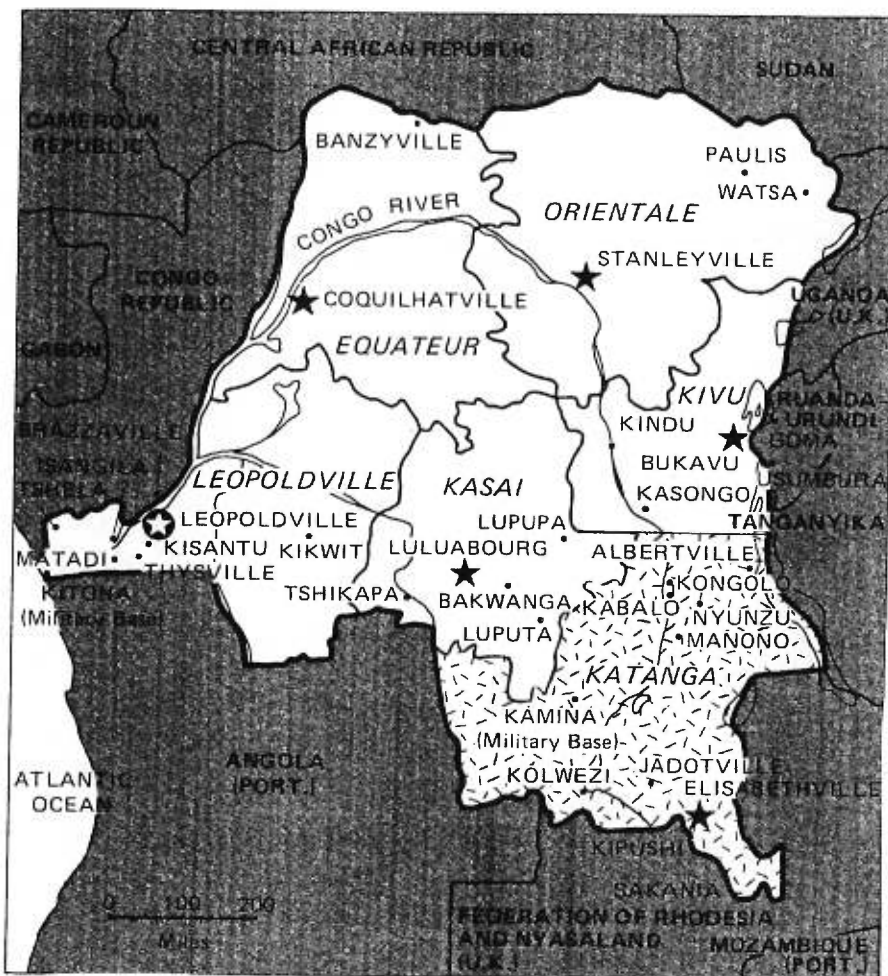 CENTRAL AFRICAN REPUBLIC
SUDAN
CAMEROUN
REPUBLIC
BANZYVILLE
PAULIS
WATSA
CONGO RIVER
ORIENTALE
STANLEYVILLE
CONGO
REPUBLIC
COQUILHATVILLE
UGANDA
(U.K.)
GABON
EQUATEUR
KIVU
RUANDA
URUNDI
KINDU
GOMA
BRAZZAVILLE
BUKAVU
ISANGILA
TSHELA
LEOPOLDVILLE
KASAI
USUMBURA
KASONGO
LEOPOLDVILLE
LUPUPA
TANGANYIKA
MATADI
KISANTU
KIKWIT
LULUABOURG
ALBERTVILLE
THYSVILLE
KONGOLO
KITONA
(Military Base)
TSHIKAPA
BAKWANGA
KABALO
NYUNZU
LUPUTA
MANONO
KATANGA
KAMINA
(Military Base)
ANGOLA
(PORT.)
KOLWEZI
JADOTVILLE
ATLANTIC
OCEAN
ELISABETHVILLE
KIPUSHI
SAKANIA
0 100 200
Miles
FEDERATION OF RHODESIA
AND NYASALAND
(U.K.)
MOZAMBIQUE
(PORT.)